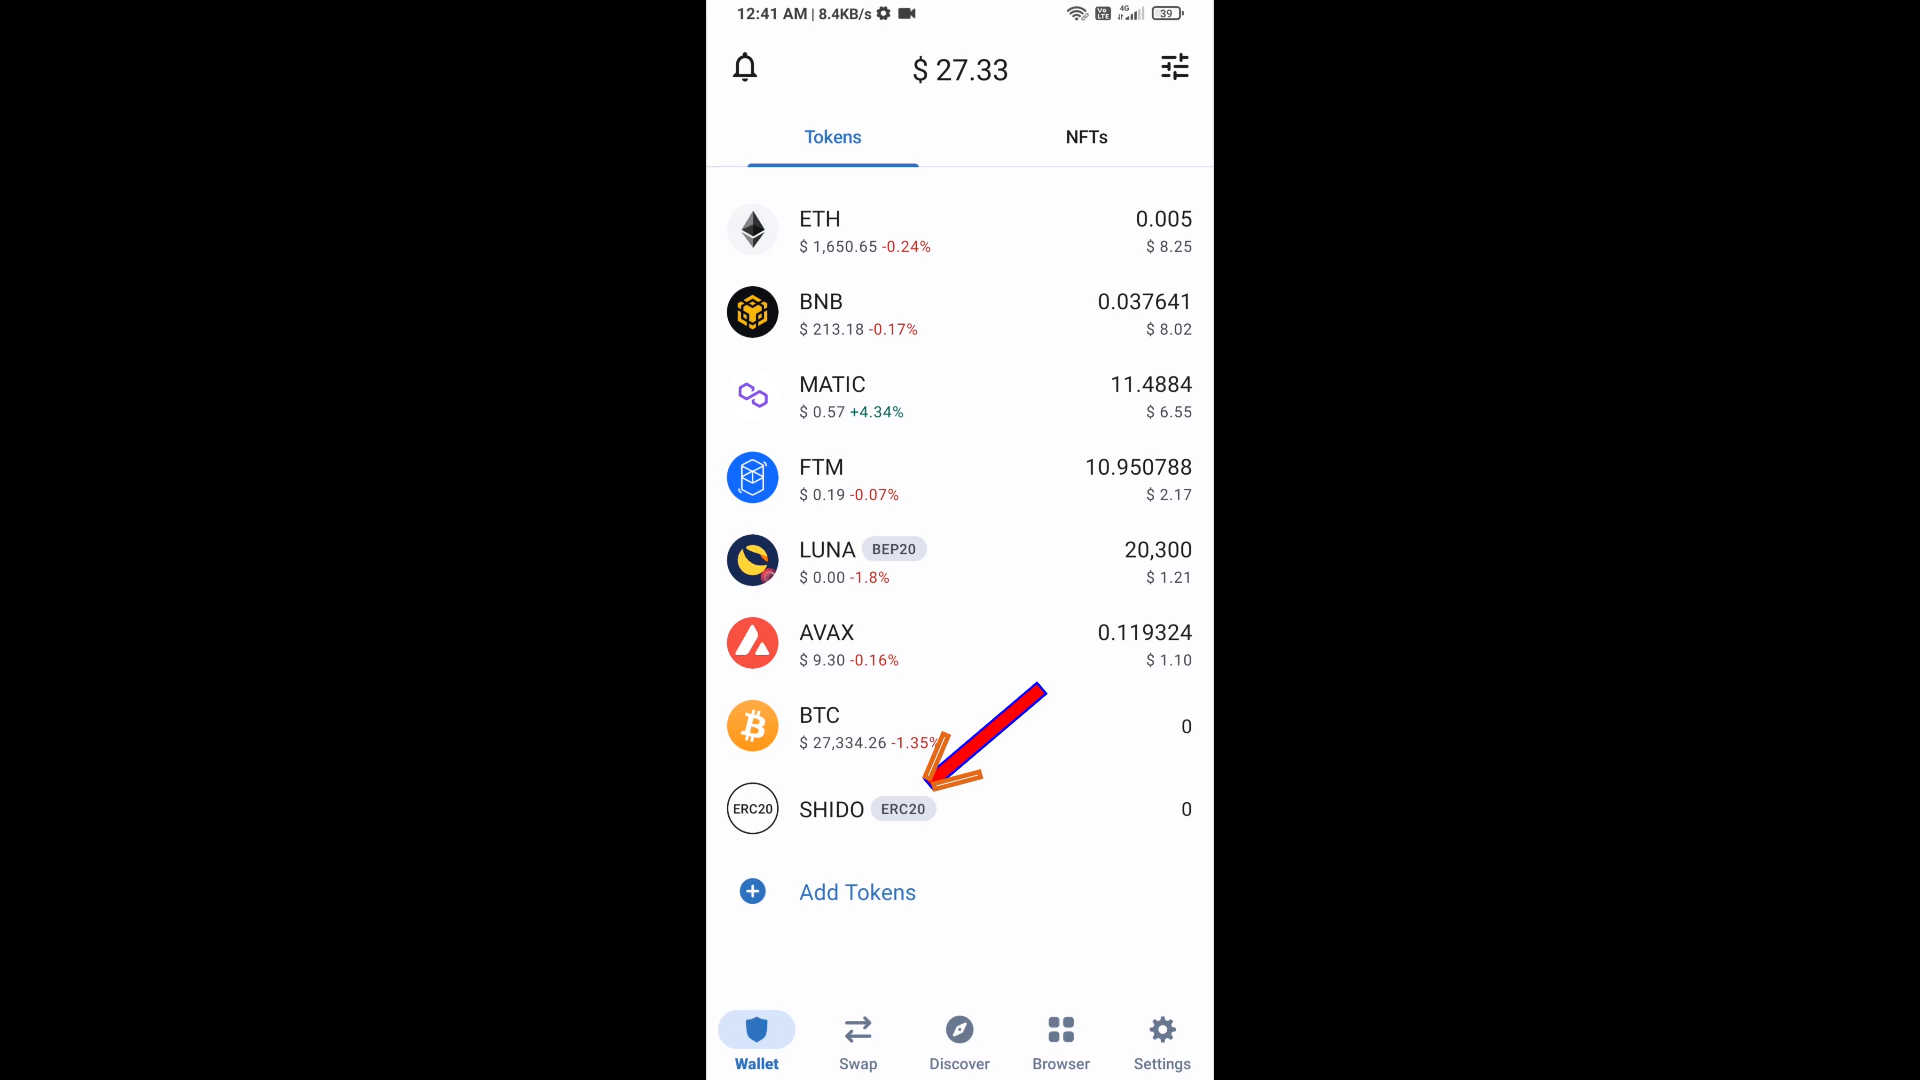 12:41 AM | 8.4KB/s
Vo LTE
4G
39
$ 27.33
Tokens
NFTs
ETH
0.005
$ 1,650.65 -0.24%
$ 8.25
BNB
0.037641
$ 213.18 -0.17%
$ 8.02
MATIC
11.4884
$ 0.57 +4.34%
$ 6.55
FTM
10.950788
$ 0.19 -0.07%
$ 2.17
LUNA BEP20
20,300
$ 0.00 -1.8%
$ 1.21
AVAX
0.119324
$ 9.30 -0.16%
$ 1.10
BTC
0
$ 27,334.26 -1.35%
ERC20
SHIDO ERC20
0
Add Tokens
Wallet
Swap
Discover
Browser
Settings